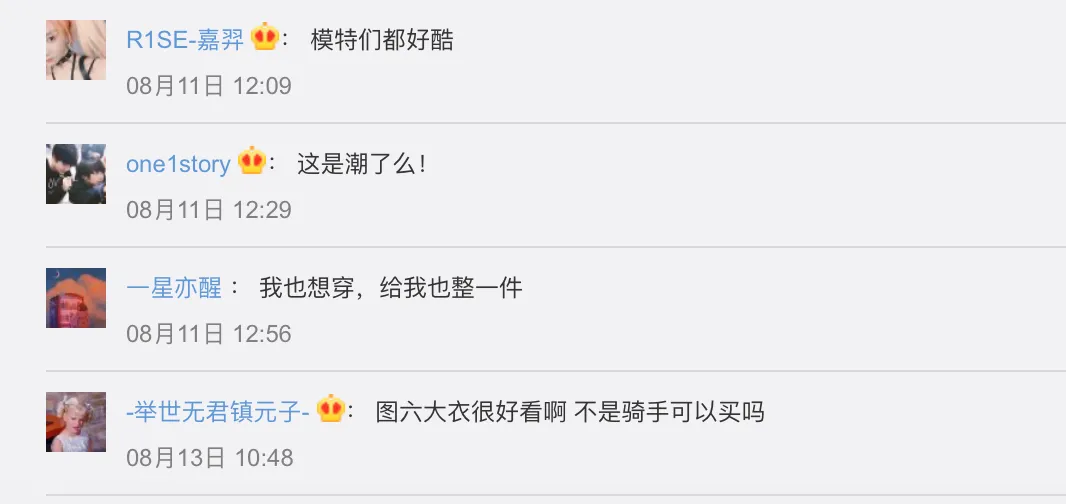 R1SE-嘉羿： 模特们都好酷
08月11日 12:09
one1story： 这是潮了么！
08月11日 12:29
一星亦醒： 我也想穿，给我也整一件
08月11日 12:56
-举世无君镇元子-： 图六大衣很好看啊 不是骑手可以买吗
08月13日 10:48